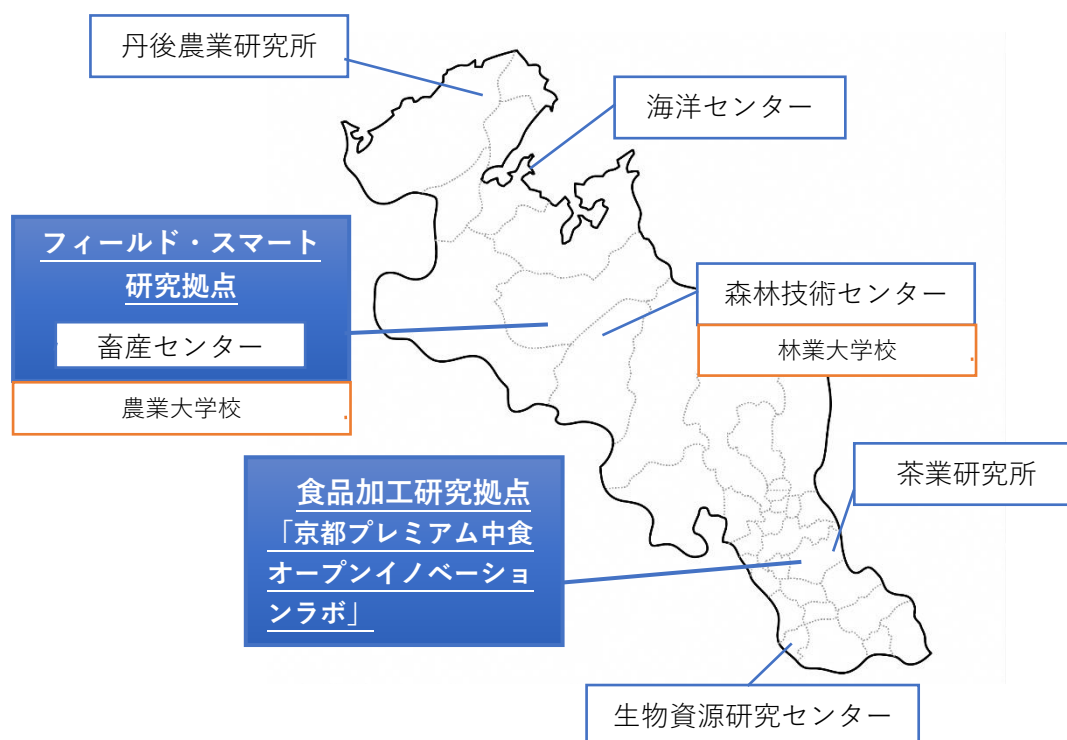 丹後農業研究所
海洋センター
フィールド・スマート
研究拠点
畜産センター
農業大学校
森林技術センター
林業大学校
食品加工研究拠点
「京都プレミアム中食
オープンイノベーショ
ンラボ」
茶業研究所
生物資源研究センター